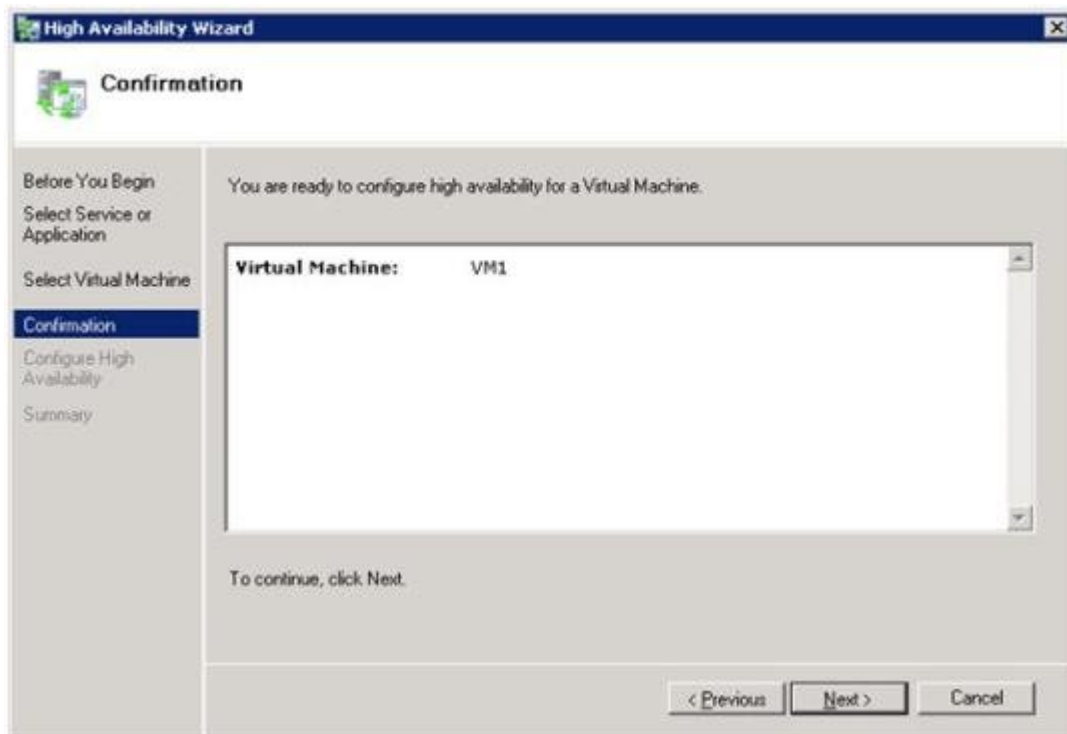 High Availability Wizard
Confirmation
Before You Begin
Select Service or
Application
Select Virtual Machine
Confirmation
Configure High
Availability
Summary
You are ready to configure high availability for a Virtual Machine.
Virtual Machine: VM1
To continue, click Next.
< Previous
Next >
Cancel